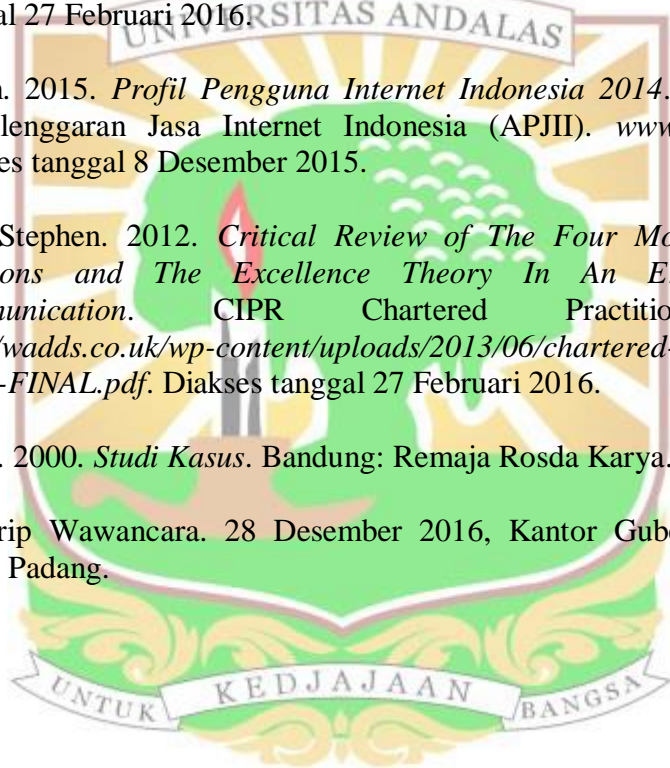 al 27 Februari 2016.
UNIVERSITAS ANDALAS
. 2015. Profil Pengguna Internet Indonesia 2014.
lenggaran Jasa Internet Indonesia (APJII). www
es tanggal 8 Desember 2015.
Stephen. 2012. Critical Review of The Four Mo
ons and The Excellence Theory In An E
unication. CIPR Chartered Practitio
/wadds.co.uk/wp-content/uploads/2013/06/chartered-
-FINAL.pdf. Diakses tanggal 27 Februari 2016.
. 2000. Studi Kasus. Bandung: Remaja Rosda Karya.
rip Wawancara. 28 Desember 2016, Kantor Gube
Padang.
UNTUK KEDJAJAAN BANGSA